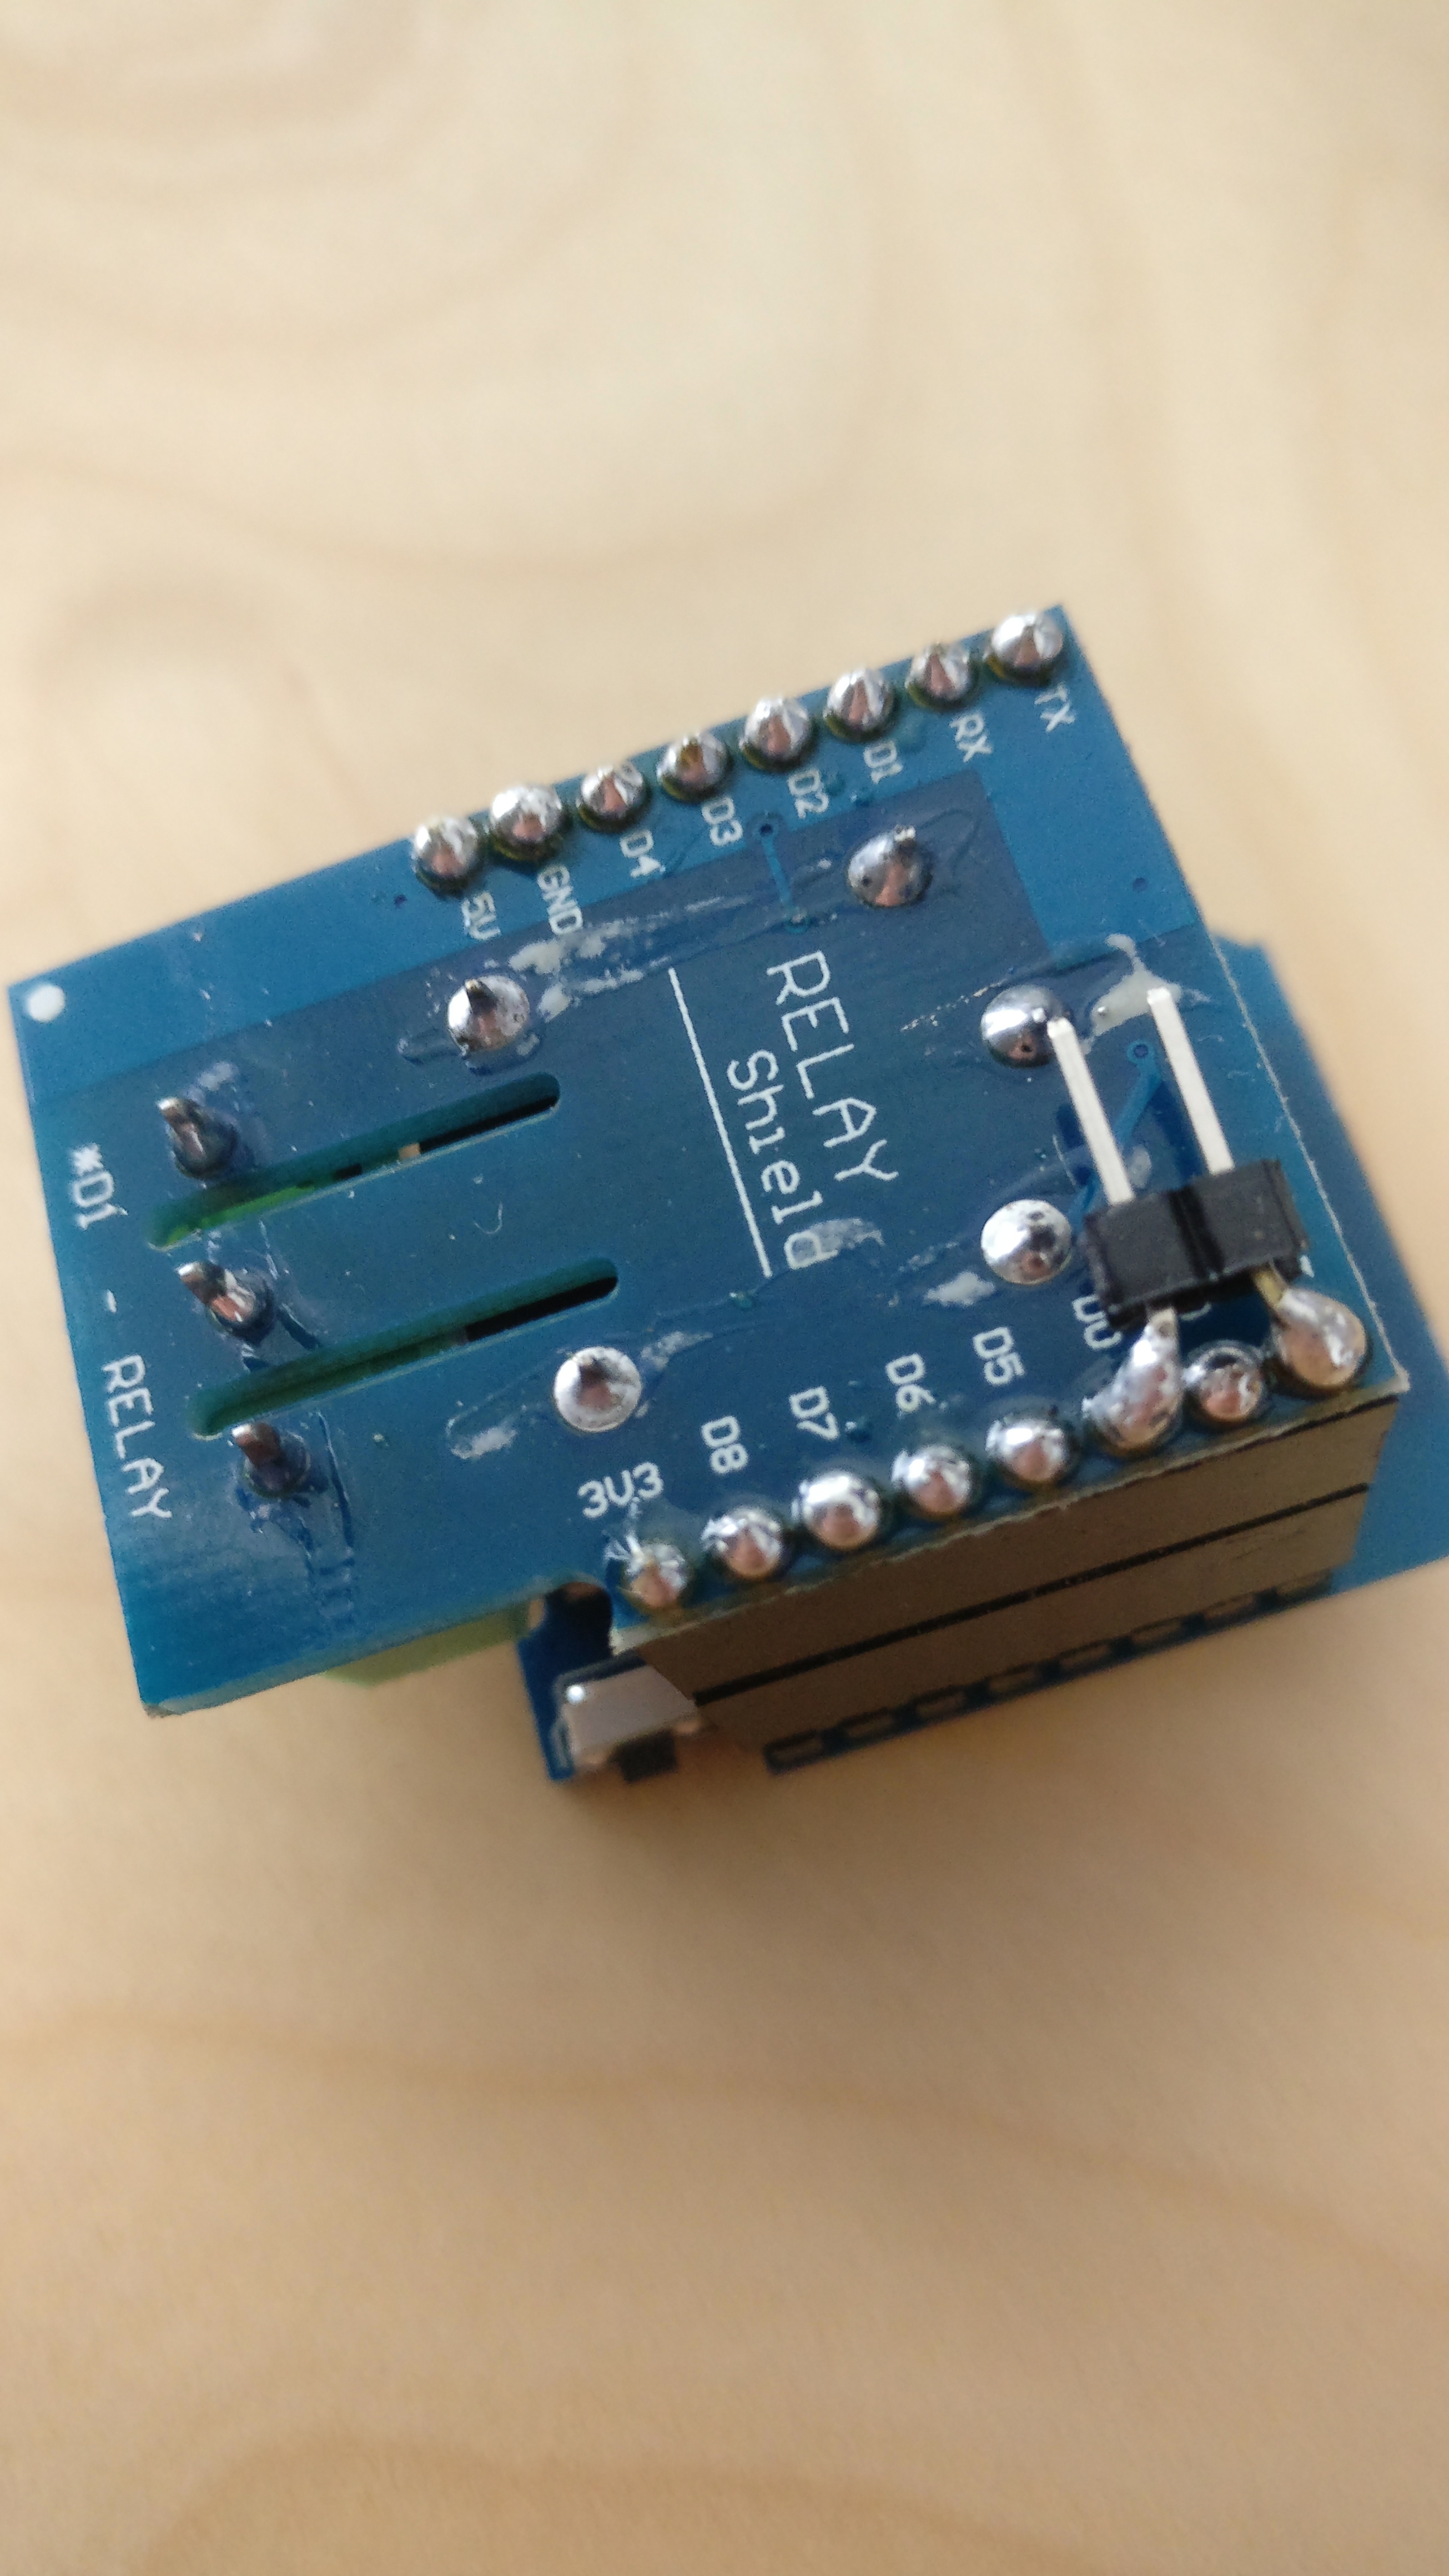 TX
RX
D1
D2
D3
D4
GND
5V
RELAY
Shield
*D1 - RELAY
3V3
D8
D7
D6
D5
D0